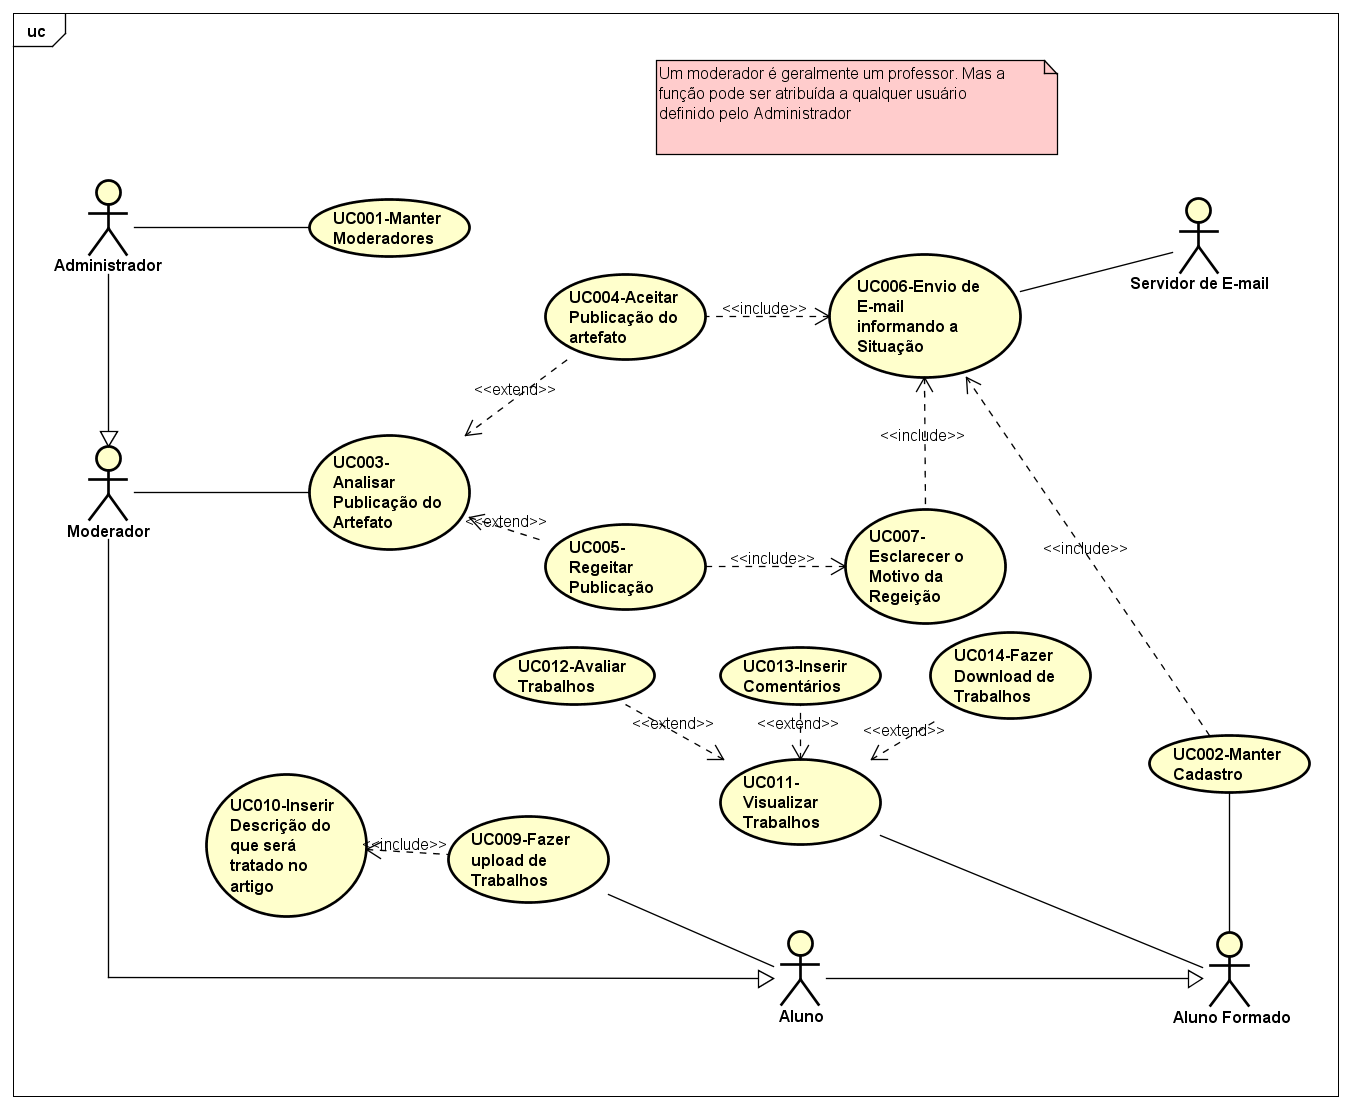 uc
Um moderador é geralmente um professor. Mas a
função pode ser atribuída a qualquer usuário
definido pelo Administrador
Administrador
UC001-Manter
Moderadores
Servidor de E-mail
UC004-Aceitar
Publicação do
artefato
<<include>>
UC006-Envio de
E-mail
informando a
Situação
<<extend>>
<<include>>
Moderador
UC003-
Analisar
Publicação do
Artefato
<<extend>>
UC005-
Regeitar
Publicação
<<include>>
UC007-
Esclarecer o
Motivo da
Regeição
<<include>>
UC012-Avaliar
Trabalhos
UC013-Inserir
Comentários
UC014-Fazer
Download de
Trabalhos
<<extend>>
<<extend>>
<<extend>>
UC002-Manter
Cadastro
UC011-
Visualizar
Trabalhos
UC010-Inserir
Descrição do
que será
tratado no
artigo
<<include>>
UC009-Fazer
upload de
Trabalhos
Aluno
Aluno Formado